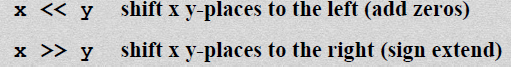 x << y shift x y-places to the left (add zeros)
x >> y shift x y-places to the right (sign extend)